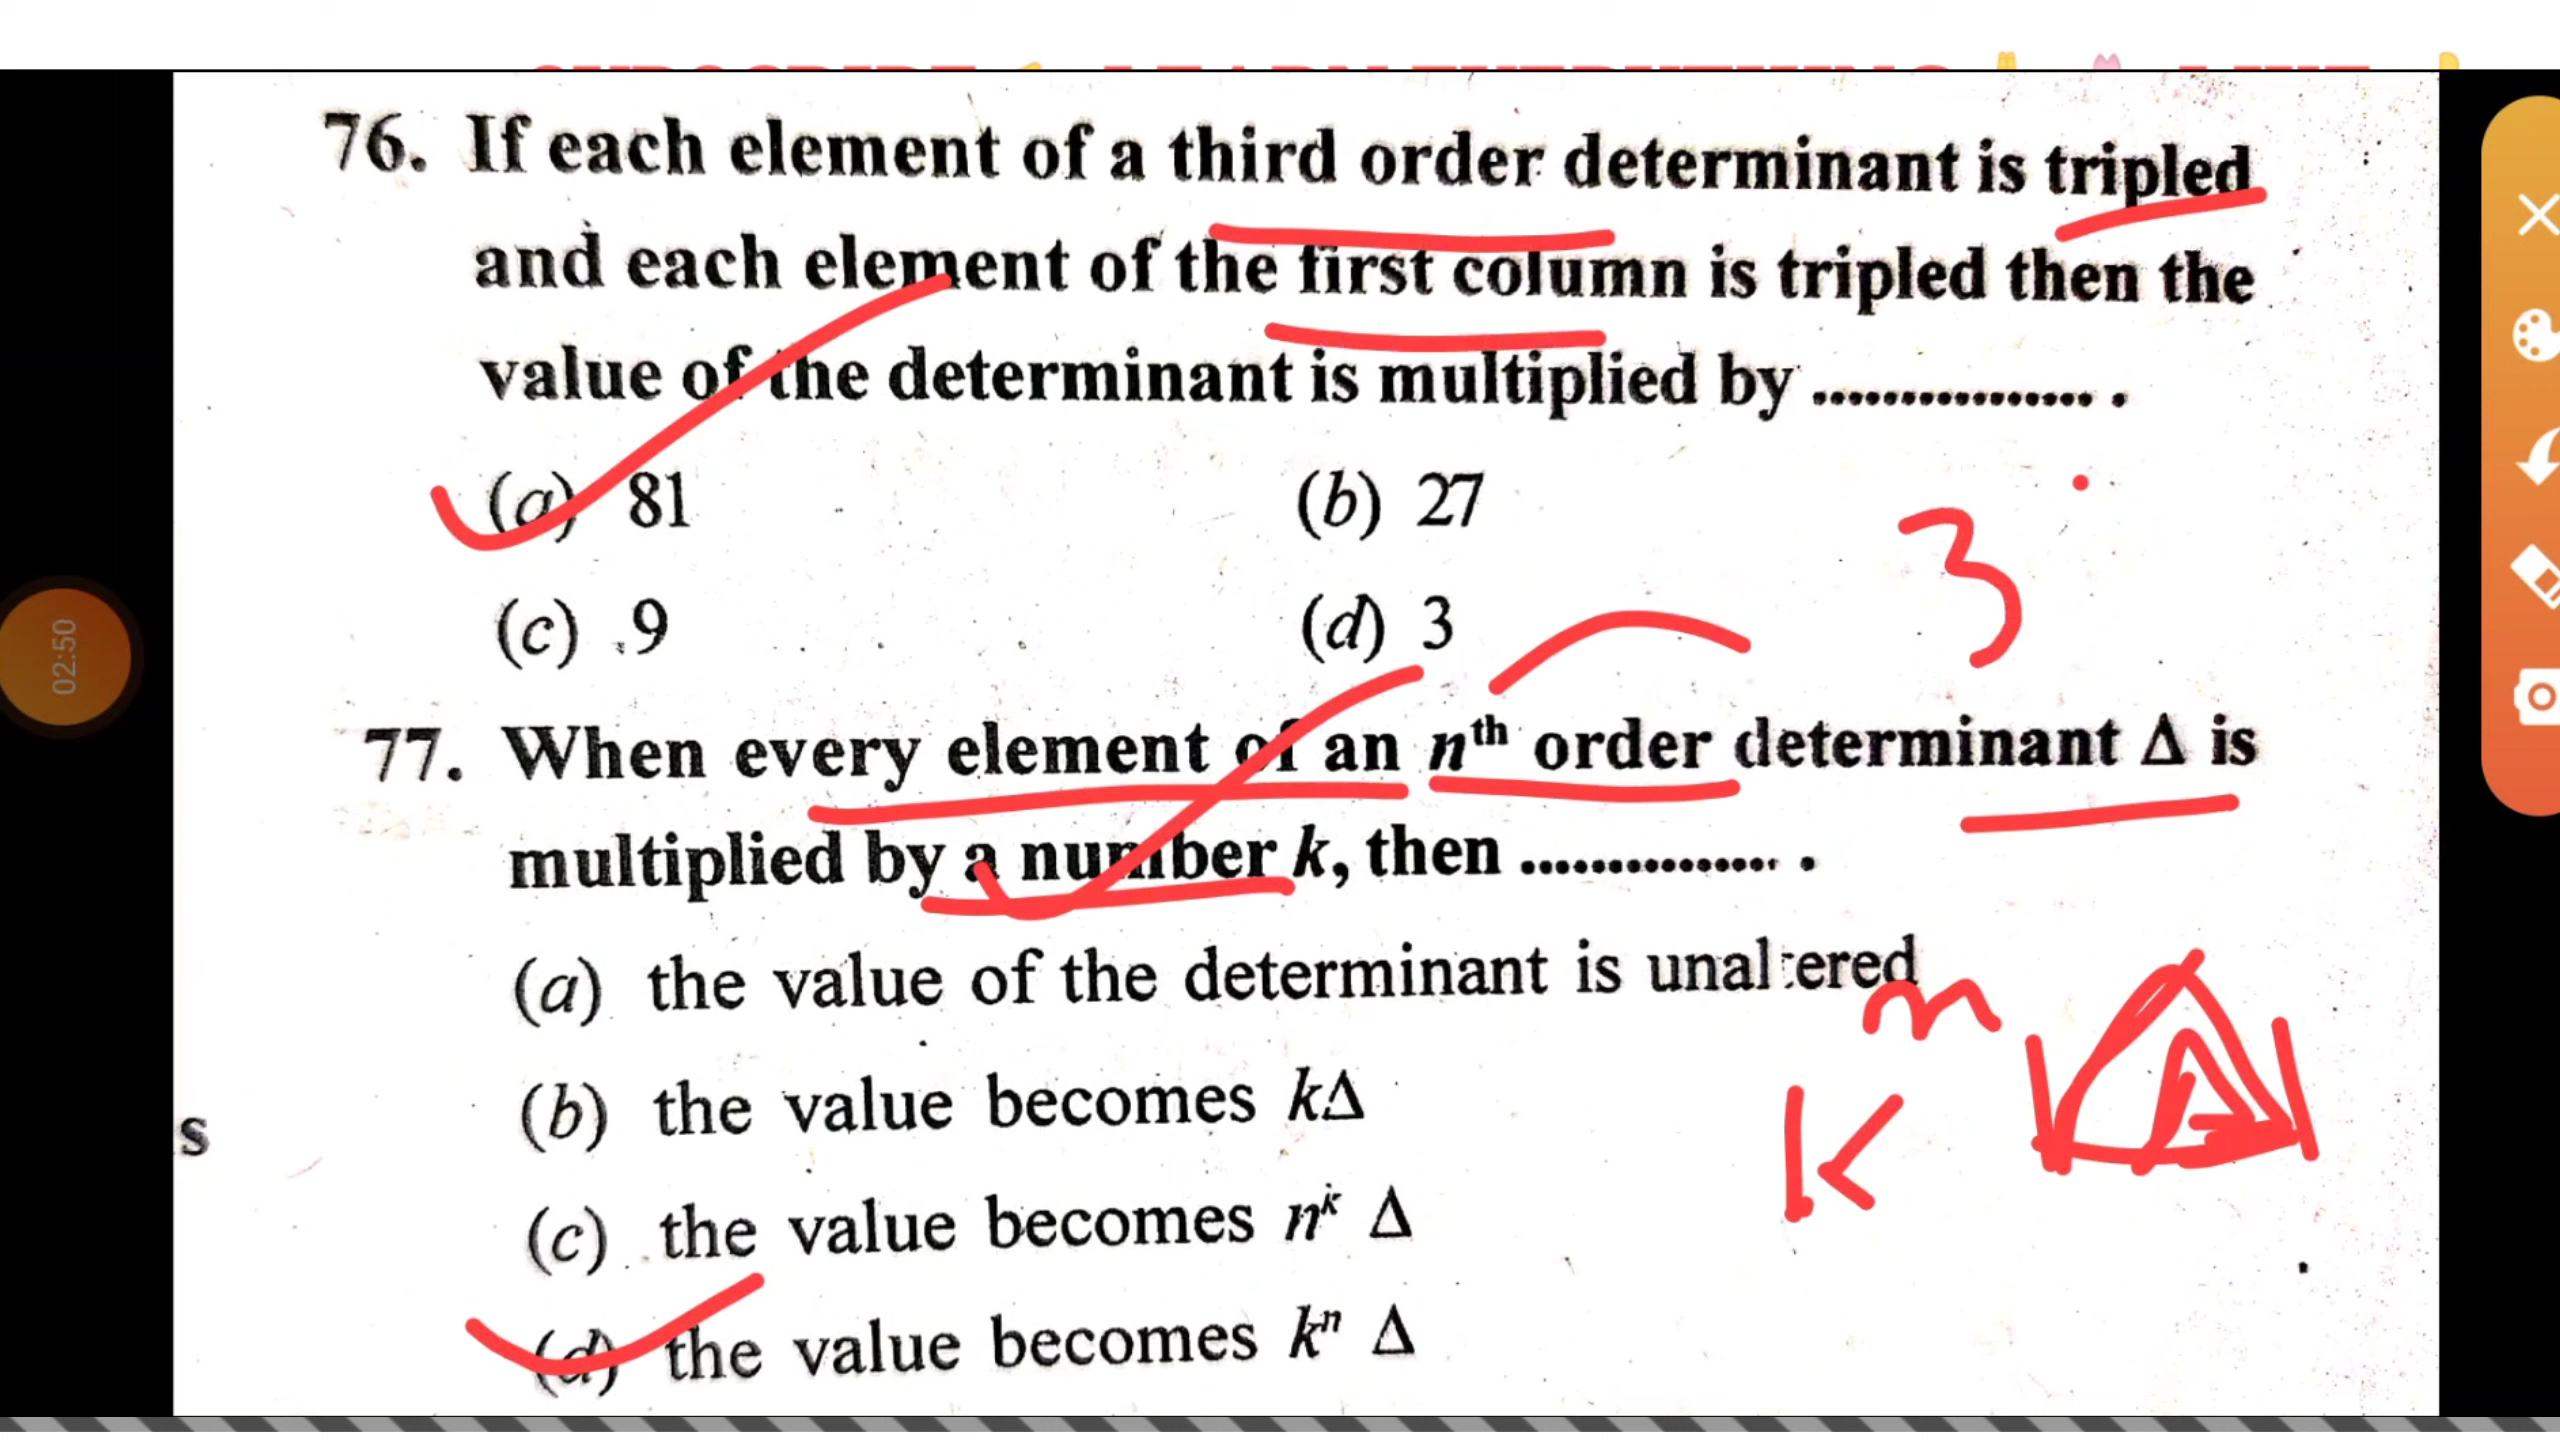 76. If each element of a third order determinant is tripled
and each element of the first column is tripled then the
value of the determinant is multiplied by ................ .
(a) 81 (b) 27
(c) 9 (d) 3
3
77. When every element of an nth order determinant Δ is
multiplied by a number k, then ............... .
(a) the value of the determinant is unaltered
(b) the value becomes kΔ
(c) the value becomes n^k Δ
(d) the value becomes k^n Δ
K^n |A|
s
02:50